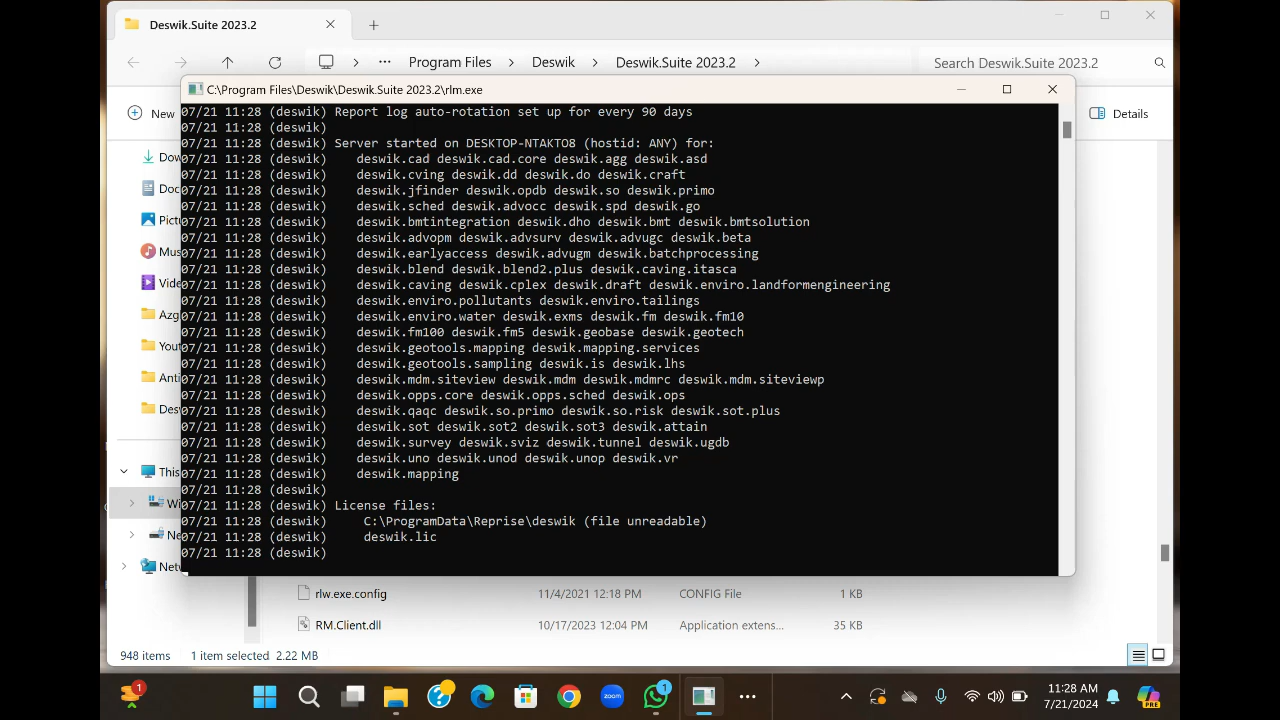 Deswik.Suite 2023.2
Program Files
Deswik
Deswik.Suite 2023.2
Search Deswik.Suite 2023.2
C:\Program Files\Deswik\Deswik.Suite 2023.2\rlm.exe
New
Details
07/21 11:28 (deswik) Report log auto-rotation set up for every 90 days
07/21 11:28 (deswik)
07/21 11:28 (deswik) Server started on DESKTOP-NTAKTO8 (hostid: ANY) for:
07/21 11:28 (deswik) deswik.cad deswik.cad.core deswik.agg deswik.asd
07/21 11:28 (deswik) deswik.cving deswik.dd deswik.do deswik.craft
07/21 11:28 (deswik) deswik.jfinder deswik.opdb deswik.so deswik.primo
07/21 11:28 (deswik) deswik.sched deswik.advocc deswik.spd deswik.go
07/21 11:28 (deswik) deswik.bmtintegration deswik.dho deswik.bmt deswik.bmtsolution
07/21 11:28 (deswik) deswik.advopm deswik.advsurv deswik.advugc deswik.beta
07/21 11:28 (deswik) deswik.earlyaccess deswik.advugm deswik.batchprocessing
07/21 11:28 (deswik) deswik.blend deswik.blend2.plus deswik.caving.itasca
07/21 11:28 (deswik) deswik.caving deswik.cplex deswik.draft deswik.enviro.landformengineering
07/21 11:28 (deswik) deswik.enviro.pollutants deswik.enviro.tailings
07/21 11:28 (deswik) deswik.enviro.water deswik.exms deswik.fm deswik.fm10
07/21 11:28 (deswik) deswik.fm100 deswik.fm5 deswik.geobase deswik.geotech
07/21 11:28 (deswik) deswik.geotools.mapping deswik.mapping.services
07/21 11:28 (deswik) deswik.geotools.sampling deswik.is deswik.lhs
07/21 11:28 (deswik) deswik.mdm.siteview deswik.mdm deswik.mdmrc deswik.mdm.siteviewp
07/21 11:28 (deswik) deswik.opps.core deswik.opps.sched deswik.ops
07/21 11:28 (deswik) deswik.qaqc deswik.so.primo deswik.so.risk deswik.sot.plus
07/21 11:28 (deswik) deswik.sot deswik.sot2 deswik.sot3 deswik.attain
07/21 11:28 (deswik) deswik.survey deswik.sviz deswik.tunnel deswik.ugdb
07/21 11:28 (deswik) deswik.uno deswik.unod deswik.unop deswik.vr
07/21 11:28 (deswik) deswik.mapping
07/21 11:28 (deswik)
07/21 11:28 (deswik) License files:
07/21 11:28 (deswik) C:\ProgramData\Reprise\deswik (file unreadable)
07/21 11:28 (deswik) deswik.lic
07/21 11:28 (deswik)
Dow
Doc
Pictu
Mus
Vide
Azg
Yout
Anti
Des
This
Wi
Ne
Netw
rlw.exe.config 11/4/2021 12:18 PM CONFIG File 1 KB
RM.Client.dll 10/17/2023 12:04 PM Application extens... 35 KB
948 items 1 item selected 2.22 MB
1
zoom
1
11:28 AM
7/21/2024
PRE